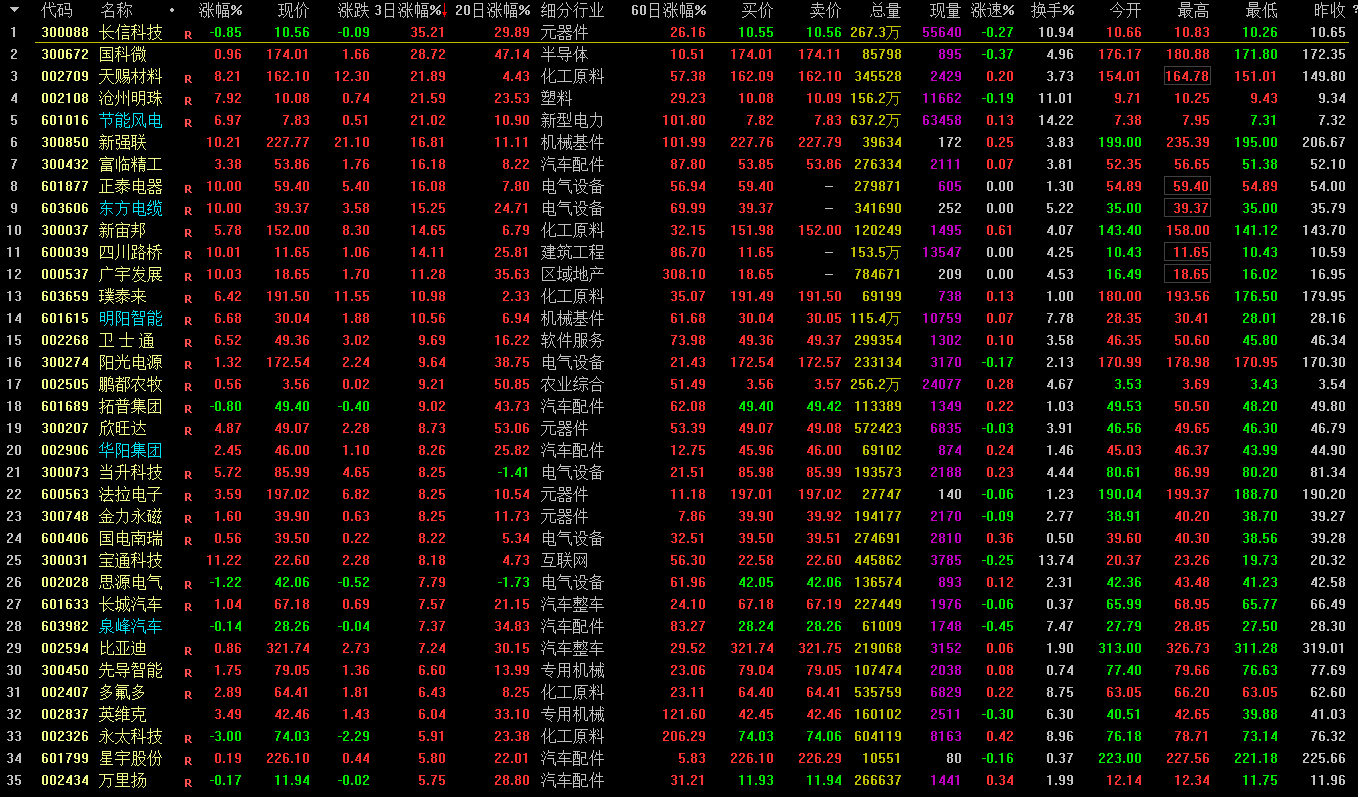 代码 名称 • 涨幅% 现价 涨跌 3日涨幅%↓ 20日涨幅% 细分行业 60日涨幅% 买价 卖价 总量 现量 涨速% 换手% 今开 最高 最低 昨收
1 300088 长信科技 R -0.85 10.56 -0.09 35.21 29.89 元器件 26.16 10.55 10.56 267.3万 55640 -0.27 10.94 10.66 10.83 10.26 10.65
2 300672 国科微 0.96 174.01 1.66 28.72 47.14 半导体 10.51 174.01 174.11 85798 895 -0.37 4.96 176.17 180.88 171.80 172.35
3 002709 天赐材料 R 8.21 162.10 12.30 21.89 4.43 化工原料 57.38 162.09 162.10 345528 2429 0.20 3.73 154.01 164.78 151.01 149.80
4 002108 沧州明珠 R 7.92 10.08 0.74 21.59 23.53 塑料 29.23 10.08 10.09 156.2万 11662 -0.19 11.01 9.71 10.25 9.43 9.34
5 601016 节能风电 R 6.97 7.83 0.51 21.02 10.90 新型电力 101.80 7.82 7.83 637.2万 63458 0.13 14.22 7.38 7.95 7.31 7.32
6 300850 新强联 10.21 227.77 21.10 16.81 11.11 机械基件 101.99 227.76 227.79 39634 172 0.25 3.83 199.00 235.39 195.00 206.67
7 300432 富临精工 3.38 53.86 1.76 16.18 8.22 汽车配件 87.80 53.85 53.86 276334 2111 0.07 3.81 52.35 56.65 51.38 52.10
8 601877 正泰电器 R 10.00 59.40 5.40 16.08 7.80 电气设备 56.94 59.40 — 279871 605 0.00 1.30 54.89 59.40 54.89 54.00
9 603606 东方电缆 R 10.00 39.37 3.58 15.25 24.71 电气设备 69.99 39.37 — 341690 252 0.00 5.22 35.00 39.37 35.00 35.79
10 300037 新宙邦 R 5.78 152.00 8.30 14.65 6.79 化工原料 32.15 151.98 152.00 120249 1495 0.61 4.07 143.40 158.00 141.12 143.70
11 600039 四川路桥 R 10.01 11.65 1.06 14.11 25.81 建筑工程 86.70 11.65 — 153.5万 13547 0.00 4.25 10.43 11.65 10.43 10.59
12 000537 广宇发展 R 10.03 18.65 1.70 11.28 35.63 区域地产 308.10 18.65 — 784671 209 0.00 4.53 16.49 18.65 16.02 16.95
13 603659 璞泰来 R 6.42 191.50 11.55 10.98 2.33 化工原料 35.07 191.49 191.50 69199 738 0.13 1.00 180.00 193.56 176.50 179.95
14 601615 明阳智能 R 6.68 30.04 1.88 10.56 6.94 机械基件 61.68 30.04 30.05 115.4万 10759 0.07 7.78 28.35 30.41 28.01 28.16
15 002268 卫士通 R 6.52 49.36 3.02 9.69 16.22 软件服务 73.98 49.36 49.37 299354 1302 0.10 3.58 46.35 50.60 45.80 46.34
16 300274 阳光电源 R 1.32 172.54 2.24 9.64 38.75 电气设备 21.43 172.54 172.57 233134 3170 -0.17 2.13 170.99 178.98 170.95 170.30
17 002505 鹏都农牧 R 0.56 3.56 0.02 9.21 50.85 农业综合 51.49 3.56 3.57 256.2万 24077 0.28 4.67 3.53 3.69 3.43 3.54
18 601689 拓普集团 R -0.80 49.40 -0.40 9.02 43.73 汽车配件 62.08 49.40 49.42 113389 1349 0.22 1.03 49.53 50.50 48.20 49.80
19 300207 欣旺达 R 4.87 49.07 2.28 8.73 53.06 元器件 53.39 49.07 49.08 572423 6835 -0.03 3.91 46.56 49.65 46.30 46.79
20 002906 华阳集团 2.45 46.00 1.10 8.26 25.82 汽车配件 12.75 45.96 46.00 69102 874 0.24 1.46 45.03 46.37 43.99 44.90
21 300073 当升科技 R 5.72 85.99 4.65 8.25 -1.41 电气设备 21.51 85.98 85.99 193573 2188 0.23 4.44 80.61 86.99 80.20 81.34
22 600563 法拉电子 R 3.59 197.02 6.82 8.25 10.54 元器件 11.18 197.01 197.02 27747 140 -0.06 1.23 190.04 199.37 188.70 190.20
23 300748 金力永磁 R 1.60 39.90 0.63 8.25 11.73 元器件 7.86 39.90 39.92 194177 2170 -0.09 2.77 38.91 40.20 38.70 39.27
24 600406 国电南瑞 R 0.56 39.50 0.22 8.22 5.34 电气设备 32.51 39.50 39.51 274691 2810 0.36 0.50 39.60 40.30 38.56 39.28
25 300031 宝通科技 11.22 22.60 2.28 8.18 4.73 互联网 56.30 22.58 22.60 445862 3785 -0.25 13.74 20.37 23.26 19.73 20.32
26 002028 思源电气 R -1.22 42.06 -0.52 7.79 -1.73 电气设备 61.96 42.05 42.06 136574 893 0.12 2.31 42.36 43.48 41.23 42.58
27 601633 长城汽车 R 1.04 67.18 0.69 7.57 21.15 汽车整车 24.10 67.18 67.19 227449 1976 -0.06 0.37 65.99 68.95 65.77 66.49
28 603982 泉峰汽车 -0.14 28.26 -0.04 7.37 34.83 汽车配件 83.27 28.24 28.26 61009 1748 -0.45 7.47 27.79 28.85 27.50 28.30
29 002594 比亚迪 R 0.86 321.74 2.73 7.24 30.15 汽车整车 29.52 321.74 321.75 219068 3152 0.06 1.90 313.00 326.73 311.28 319.01
30 300450 先导智能 R 1.75 79.05 1.36 6.60 13.99 专用机械 23.06 79.04 79.05 107474 2038 0.08 0.74 77.40 79.66 76.63 77.69
31 002407 多氟多 R 2.89 64.41 1.81 6.43 8.25 化工原料 23.11 64.40 64.41 535759 6829 0.22 8.75 63.05 66.20 63.05 62.60
32 002837 英维克 3.49 42.46 1.43 6.04 33.10 专用机械 121.60 42.45 42.46 160102 2511 -0.30 6.30 40.51 42.65 39.88 41.03
33 002326 永太科技 R -3.00 74.03 -2.29 5.91 23.38 化工原料 206.29 74.03 74.06 604119 8163 0.42 8.96 76.18 78.71 73.14 76.32
34 601799 星宇股份 R 0.19 226.10 0.44 5.80 22.01 汽车配件 5.83 226.10 226.29 10551 80 -0.16 0.37 223.00 227.56 221.18 225.66
35 002434 万里扬 R -0.17 11.94 -0.02 5.75 28.80 汽车配件 31.21 11.93 11.94 266637 1441 0.34 1.99 12.14 12.34 11.75 11.96